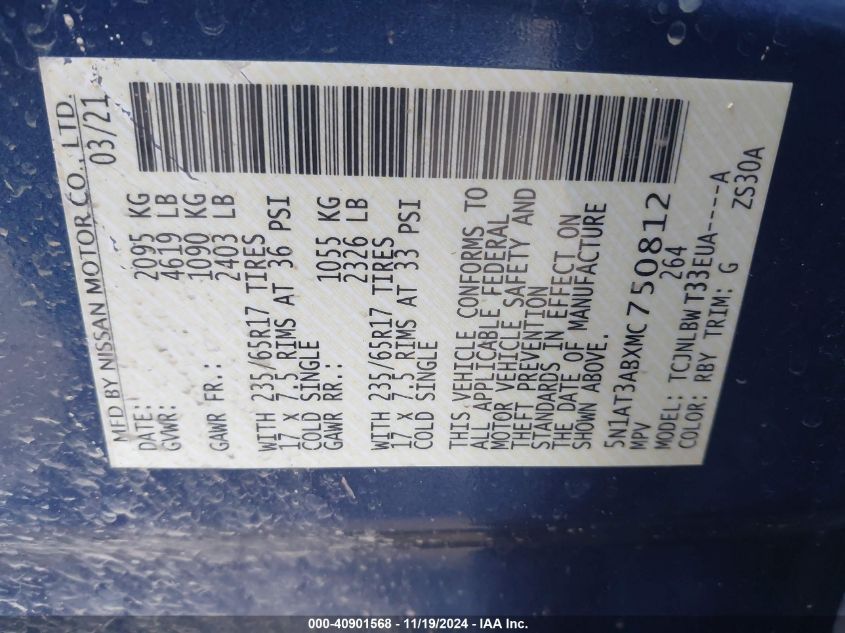 MFD BY NISSAN MOTOR CO., LTD.
DATE: 03/21
GVWR: 2095 KG
4619 LB
GAWR FR.: 1090 KG
2403 LB
WITH 235/65R17 TIRES
17 X 7.5 RIMS AT 36 PSI
COLD SINGLE
GAWR RR.: 1055 KG
2326 LB
WITH 235/65R17 TIRES
17 X 7.5 RIMS AT 33 PSI
COLD SINGLE
THIS VEHICLE CONFORMS TO
ALL APPLICABLE FEDERAL
MOTOR VEHICLE SAFETY AND
THEFT PREVENTION
STANDARDS IN EFFECT ON
THE DATE OF MANUFACTURE
SHOWN ABOVE.
5N1AT3ABXMC750812
MPV 264
MODEL: TCJNLBWT33EUA----A
COLOR: RBY TRIM: G ZS30A
000-40901568 - 11/19/2024 - IAA Inc.